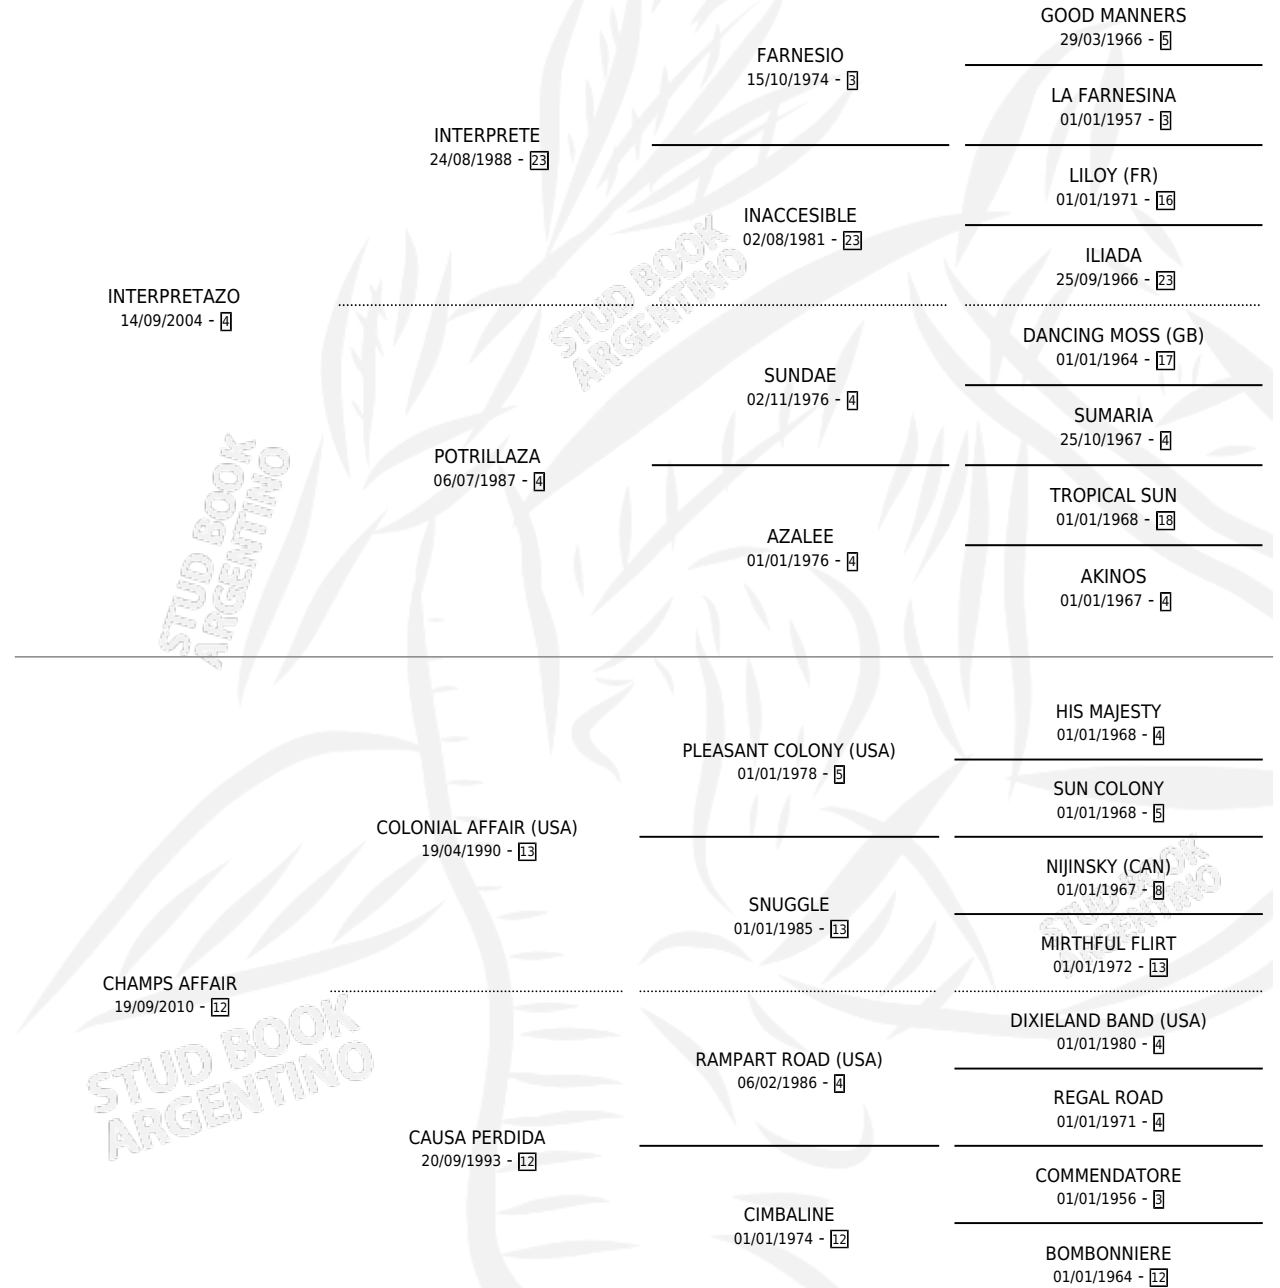 GOOD MANNERS
29/03/1966 - 5
FARNESIO
15/10/1974 - 3
LA FARNESINA
01/01/1957 - 3
INTERPRETE
24/08/1988 - 23
LILOY (FR)
01/01/1971 - 16
INACCESIBLE
02/08/1981 - 23
ILIADA
25/09/1966 - 23
INTERPRETAZO
14/09/2004 - 4
DANCING MOSS (GB)
01/01/1964 - 17
SUNDAE
02/11/1976 - 4
SUMARIA
25/10/1967 - 4
POTRILLAZA
06/07/1987 - 4
TROPICAL SUN
01/01/1968 - 18
AZALEE
01/01/1976 - 4
AKINOS
01/01/1967 - 4
HIS MAJESTY
01/01/1968 - 4
PLEASANT COLONY (USA)
01/01/1978 - 5
SUN COLONY
01/01/1968 - 5
COLONIAL AFFAIR (USA)
19/04/1990 - 13
NIJINSKY (CAN)
01/01/1967 - 8
SNUGGLE
01/01/1985 - 13
MIRTHFUL FLIRT
01/01/1972 - 13
CHAMPS AFFAIR
19/09/2010 - 12
DIXIELAND BAND (USA)
01/01/1980 - 4
RAMPART ROAD (USA)
06/02/1986 - 4
REGAL ROAD
01/01/1971 - 4
CAUSA PERDIDA
20/09/1993 - 12
COMMENDATORE
01/01/1956 - 3
CIMBALINE
01/01/1974 - 12
BOMBONNIERE
01/01/1964 - 12
STUD BOOK
ARGENTINO
STUD BOOK
ARGENTINO
STUD BOOK
ARGENTINO
STUD BOOK
ARGENTINO